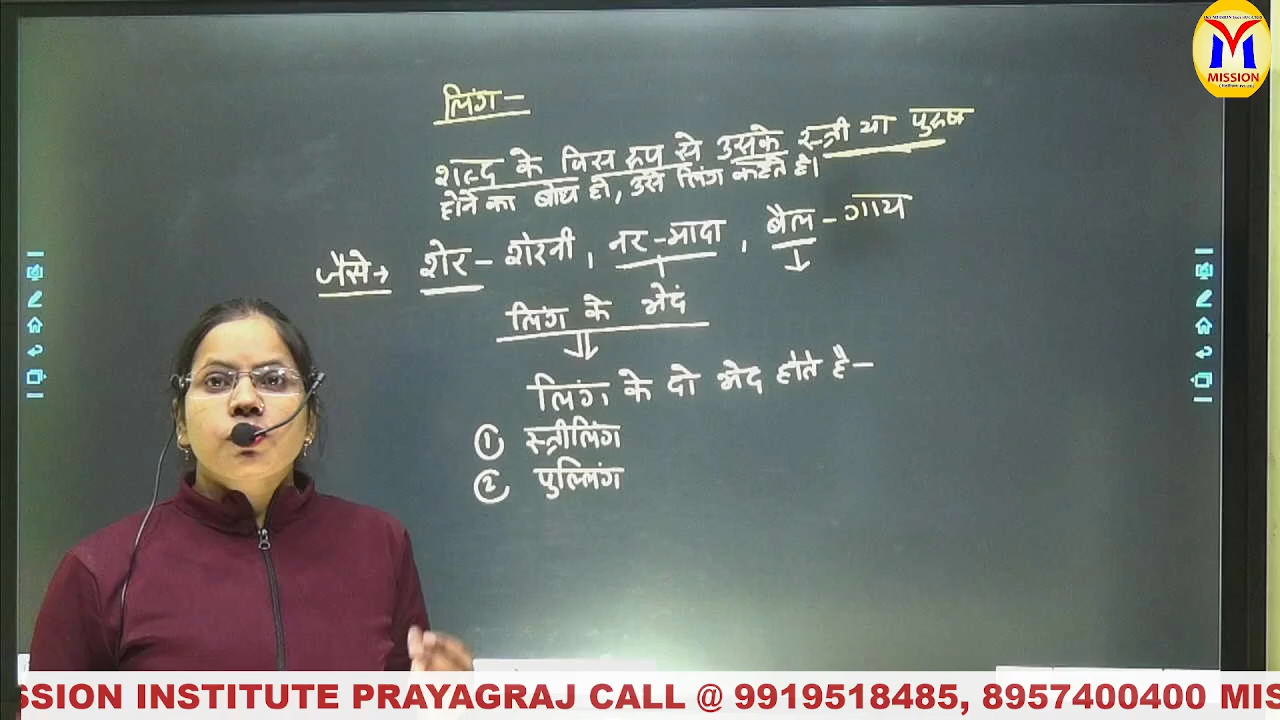 लिंग –
शब्द के जिस रूप से उसके स्त्री या पुरुष
होने का बोध हो, उसे लिंग कहते है।
जैसे→ शेर – शेरनी, नर – मादा, बैल – गाय
लिंग के भेदं
लिंग के दो भेद होते है –
① स्त्रीलिंग
② पुल्लिंग
MISSION
SSION INSTITUTE PRAYAGRAJ CALL @ 9919518485, 8957400400 MIS